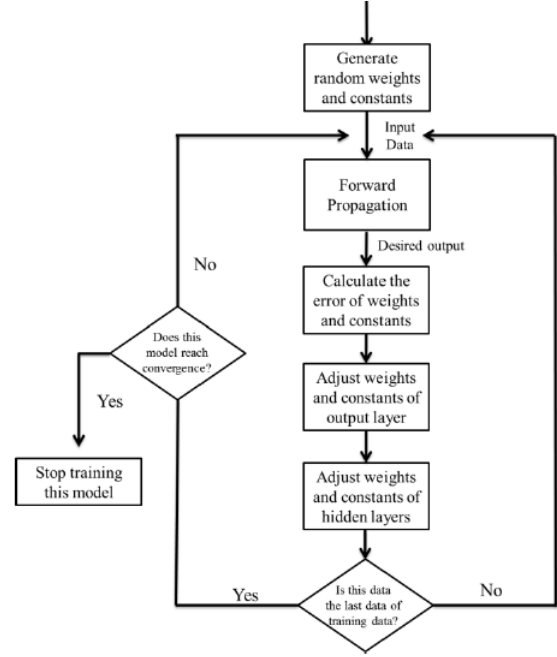 Generate
random weights
and constants
Input
Data
Forward
Propagation
Desired output
Calculate the
error of weights
and constants
Adjust weights
and constants of
output layer
Adjust weights
and constants of
hidden layers
Is this data
the last data of
training data?
No
Yes
Does this
model reach
convergence?
No
Yes
Stop training
this model